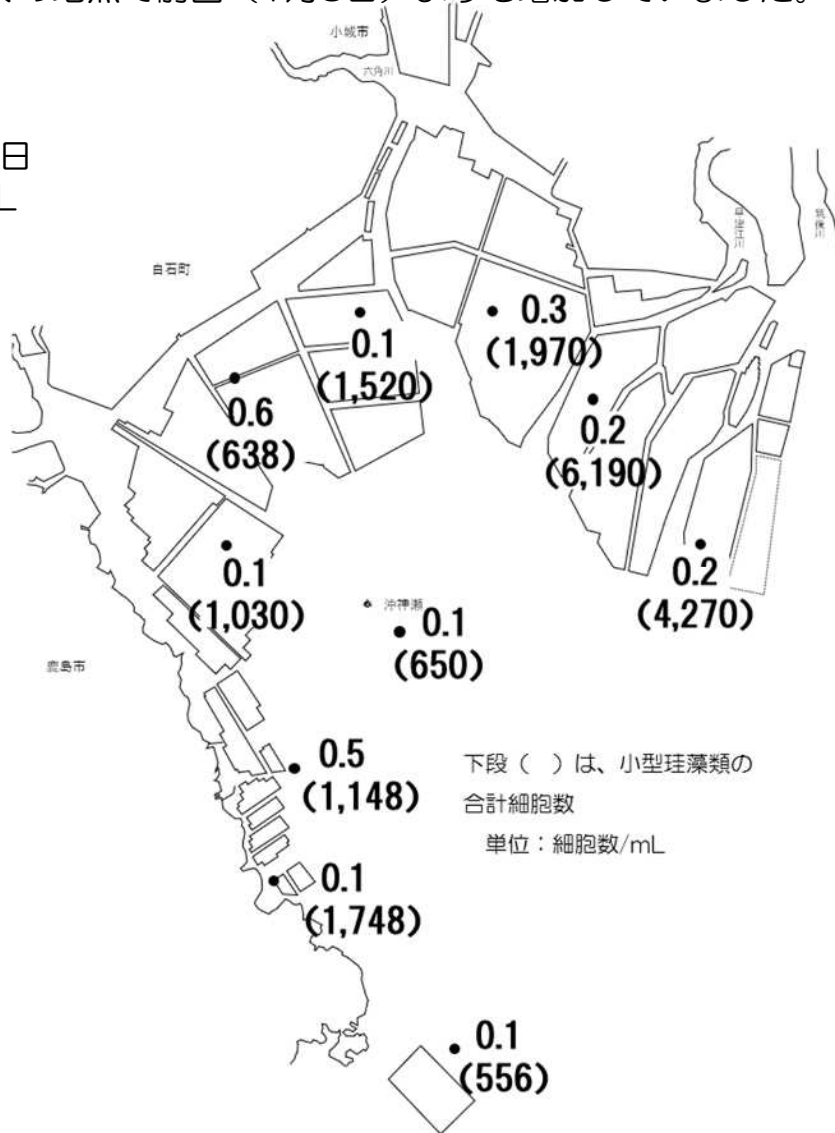 小城市
六角川
日
L
早津江川
筑後川
白石町
0.3
(1,970)
0.1
(1,520)
0.6
(638)
0.2
(6,190)
0.1
(1,030)
0.2
(4,270)
沖神瀬
0.1
(650)
鹿島市
0.5
(1,148)
下段（　）は、小型珪藻類の
合計細胞数
単位：細胞数/mL
0.1
(1,748)
0.1
(556)